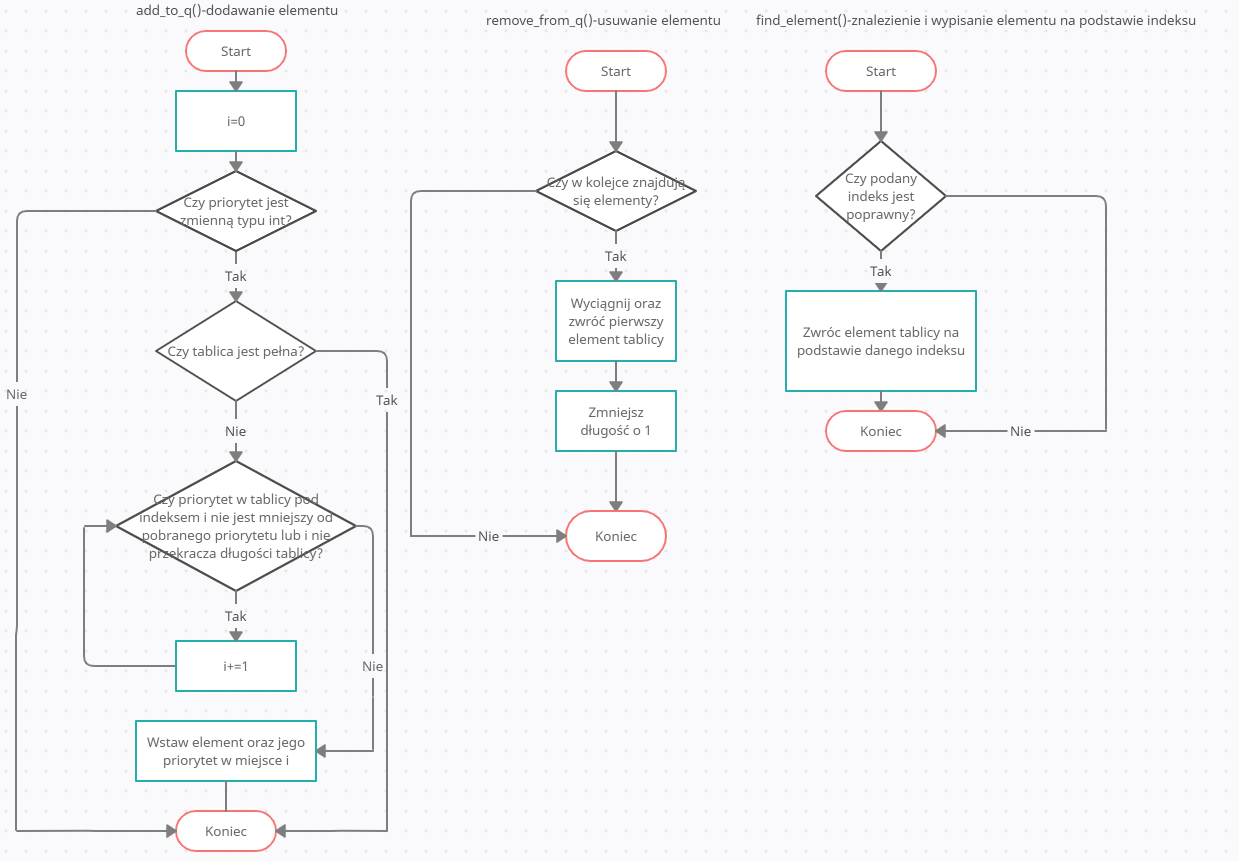 add_to_q()-dodawanie elementu
Start
i=0
Czy priorytet jest
zmienną typu int?
Tak
Czy tablica jest pełna?
Nie
Tak
Nie
Czy priorytet w tablicy pod
indeksem i nie jest mniejszy od
pobranego priorytetu lub i nie
przekracza długości tablicy?
Tak
i+=1
Nie
Wstaw element oraz jego
priorytet w miejsce i
Koniec
remove_from_q()-usuwanie elementu
Start
Czy w kolejce znajdują
się elementy?
Tak
Wyciągnij oraz
zwróć pierwszy
element tablicy
Zmniejsz
długość o 1
Nie
Koniec
find_element()-znalezienie i wypisanie elementu na podstawie indeksu
Start
Czy podany
indeks jest
poprawny?
Tak
Zwróc element tablicy na
podstawie danego indeksu
Koniec
Nie